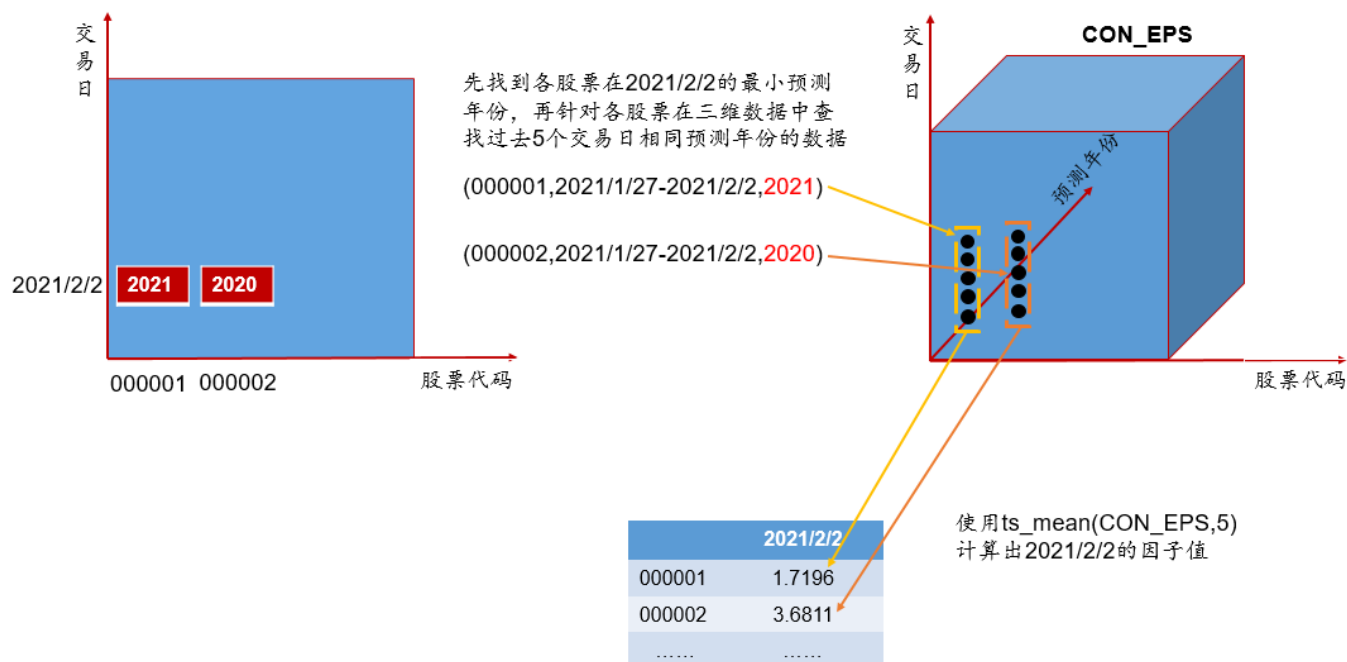 交
易
日
2021/2/2
2021
2020
000001
000002
股票代码
先找到各股票在2021/2/2的最小预测
年份，再针对各股票在三维数据中查
找过去5个交易日相同预测年份的数据
(000001,2021/1/27-2021/2/2,2021)
(000002,2021/1/27-2021/2/2,2020)
交
易
日
CON_EPS
预测年份
股票代码
2021/2/2
000001 1.7196
000002 3.6811
…… ……
使用ts_mean(CON_EPS,5)
计算出2021/2/2的因子值